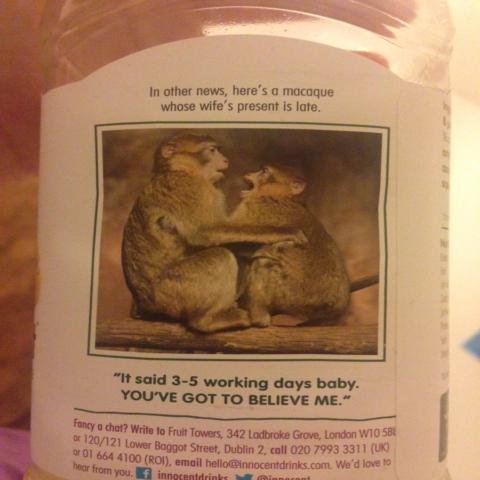 In other news, here's a macaque
whose wife's present is late.
"It said 3-5 working days baby.
YOU'VE GOT TO BELIEVE ME."
Fancy a chat? Write to Fruit Towers, 342 Ladbroke Grove, London W10 5BU
or 120/121 Lower Baggot Street, Dublin 2, call 020 7993 3311 (UK)
or 01 664 4100 (ROI), email hello@innocentdrinks.com. We'd love to
hear from you. innocentdrinks @innocent